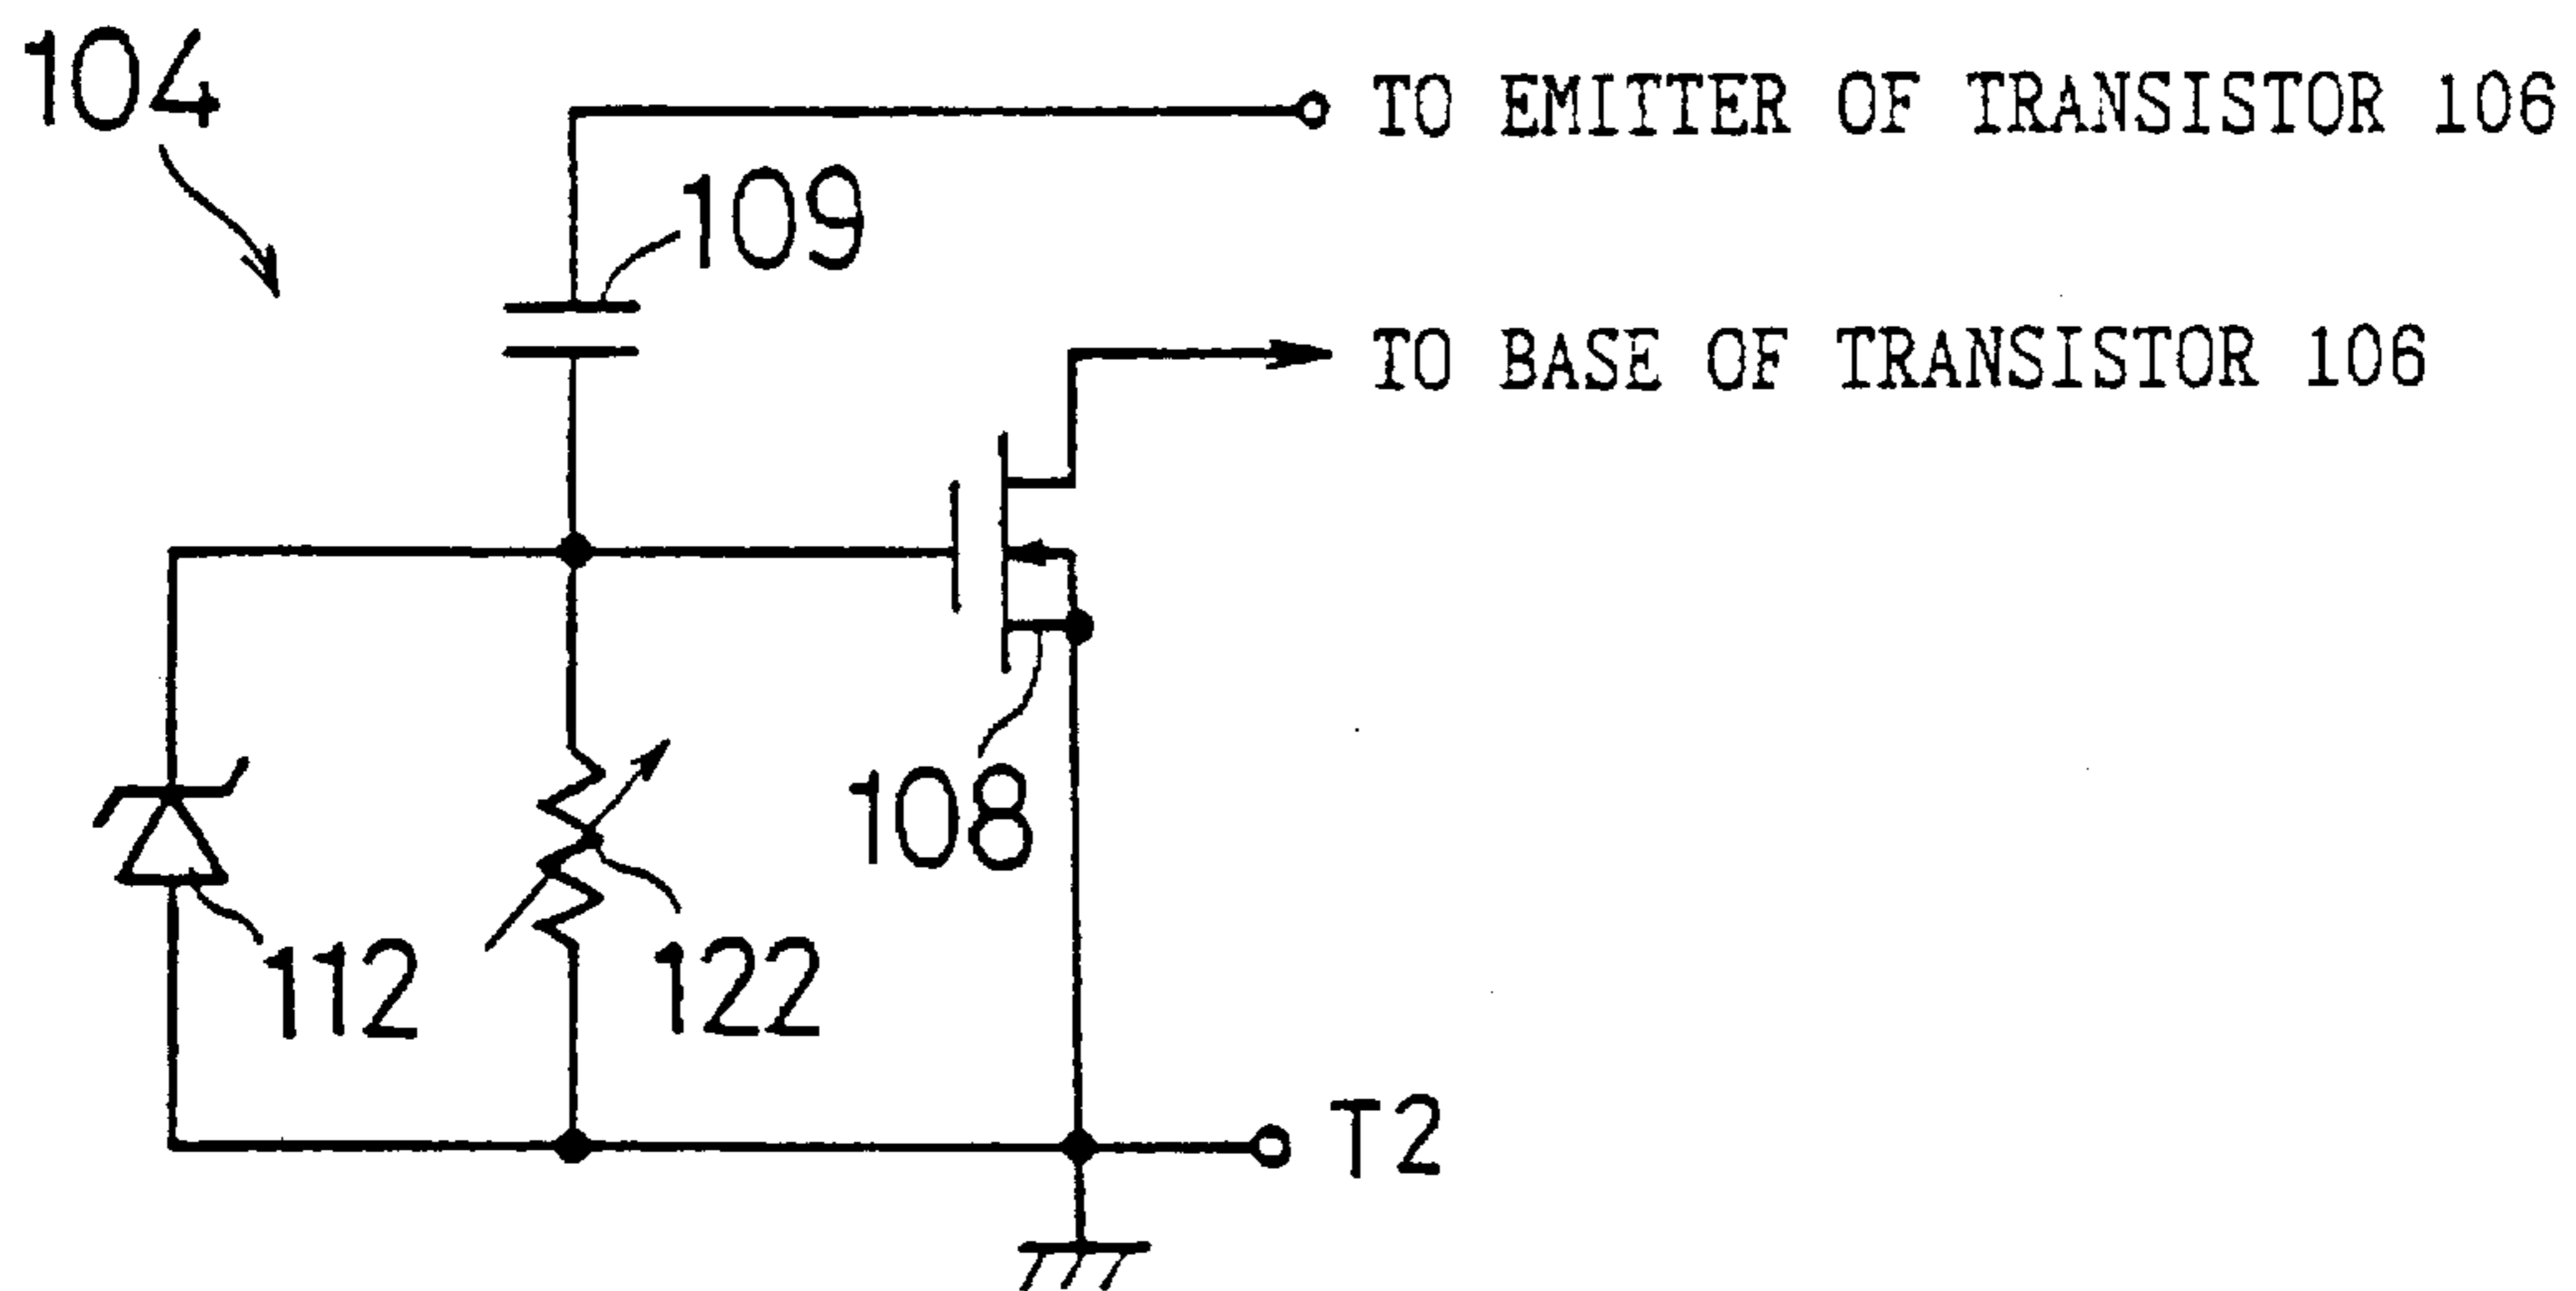 104
TO EMITTER OF TRANSISTOR 106
109
TO BASE OF TRANSISTOR 106
108
112
122
T2